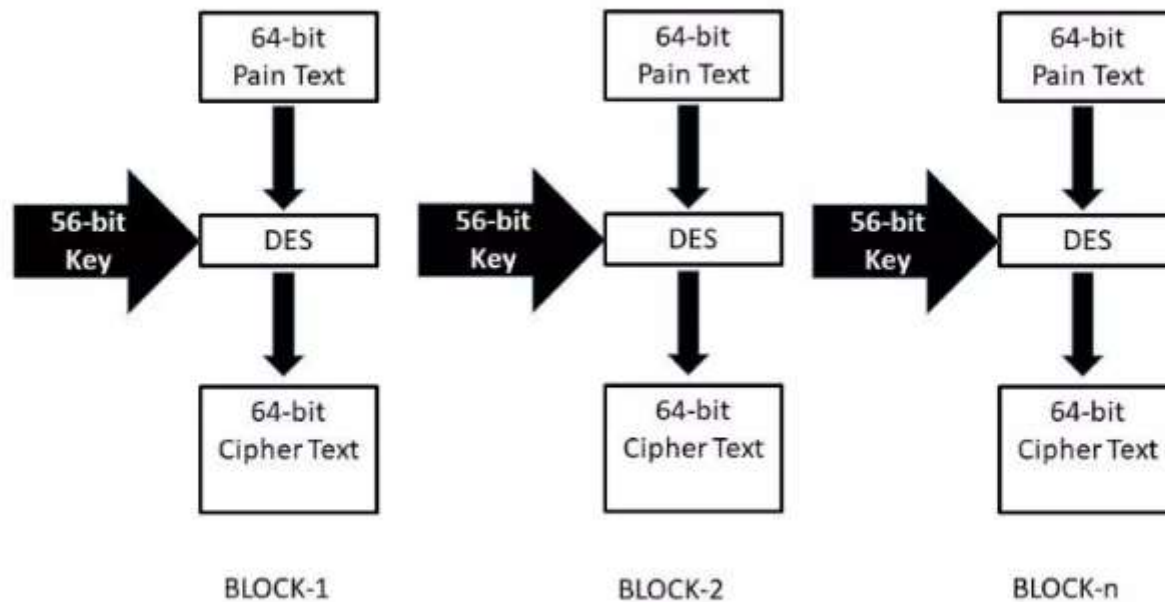 64-bit
Pain Text
64-bit
Pain Text
64-bit
Pain Text
56-bit
Key
DES
56-bit
Key
DES
56-bit
Key
DES
64-bit
Cipher Text
64-bit
Cipher Text
64-bit
Cipher Text
BLOCK-1
BLOCK-2
BLOCK-n